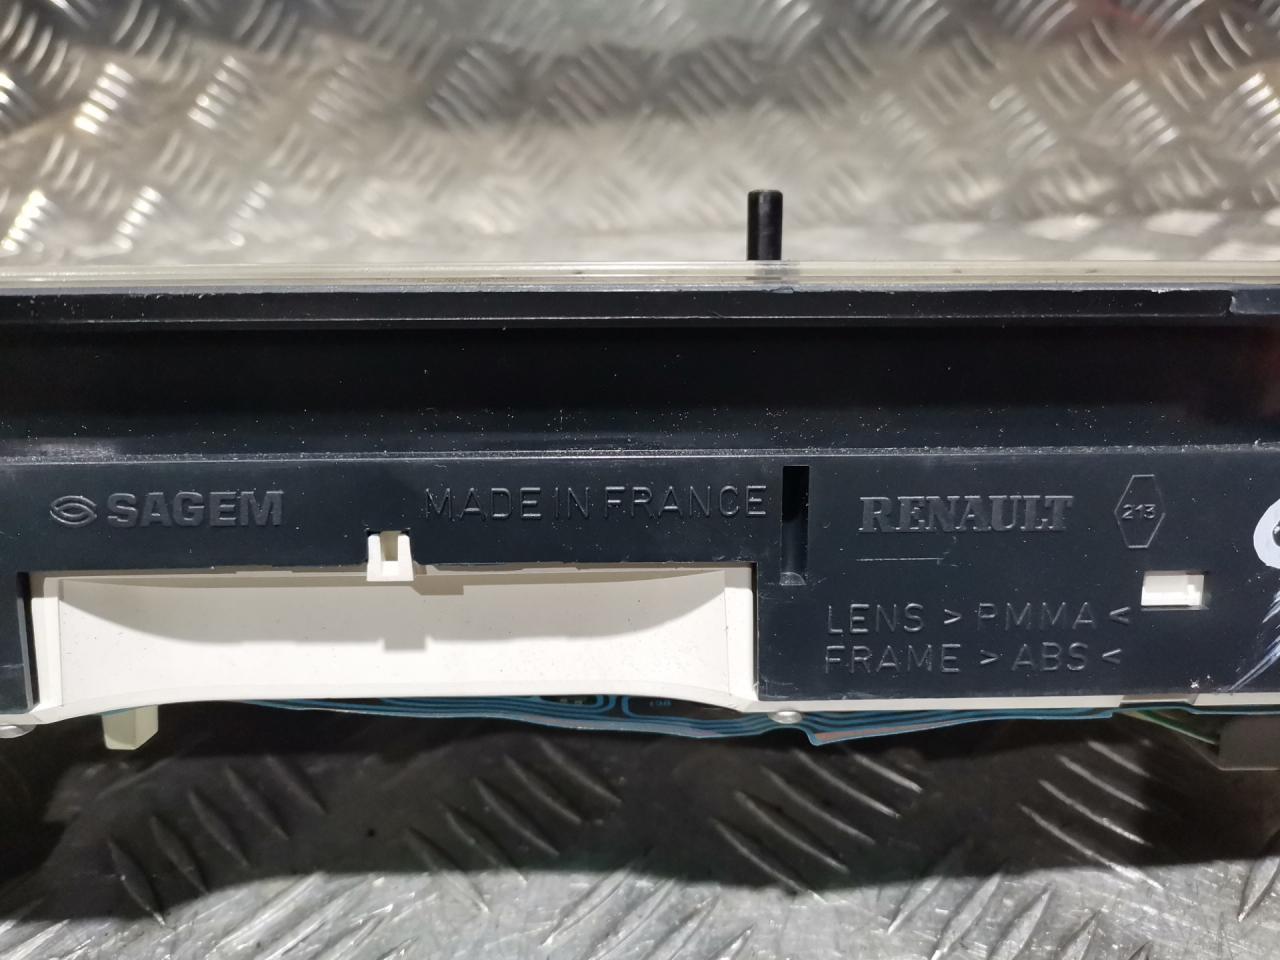 SAGEM
MADE IN FRANCE
RENAULT
213
LENS > PMMA <
FRAME > ABS <